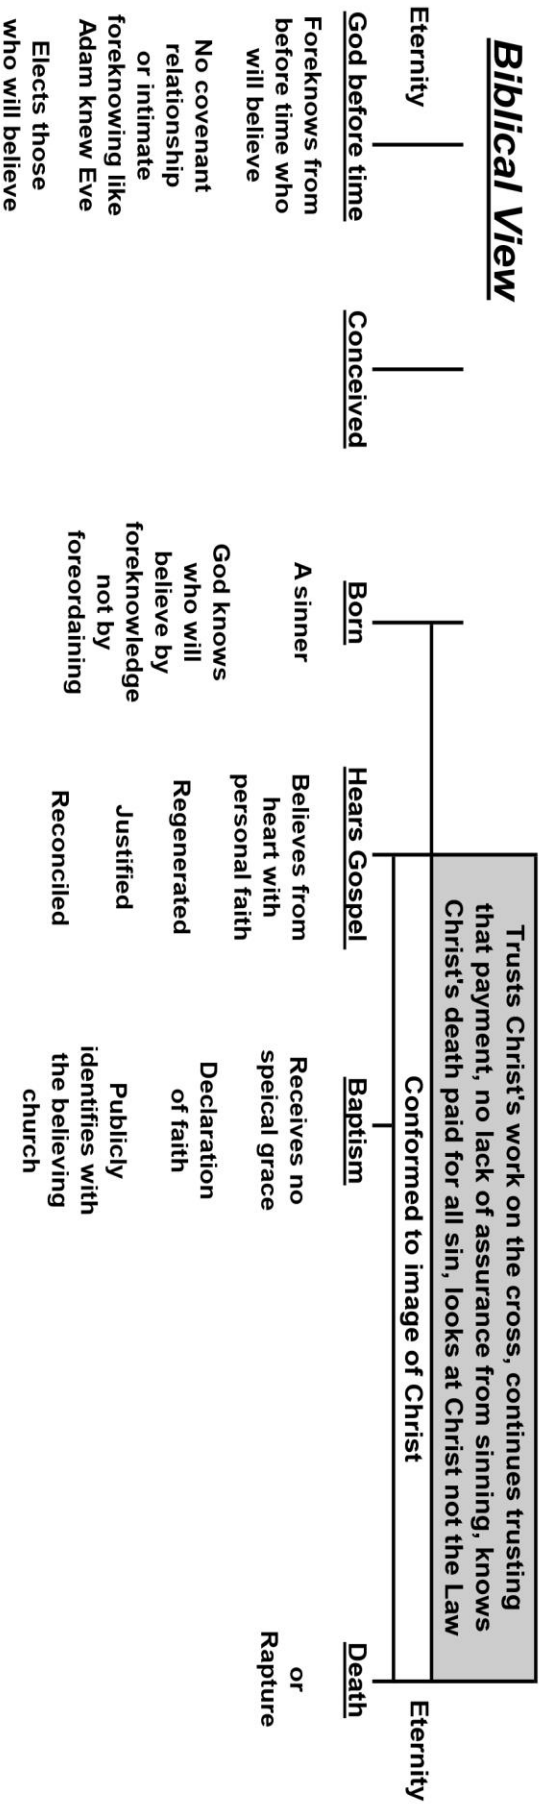 Biblical View
Trusts Christ's work on the cross, continues trusting
that payment, no lack of assurance from sinning, knows
Christ's death paid for all sin, looks at Christ not the Law
Eternity
Conformed to image of Christ
Eternity
God before time
Foreknows from
before time who
will believe
No covenant
relationship
or intimate
foreknowing like
Adam knew Eve
Elects those
who will believe
Conceived
Born
A sinner
God knows
who will
believe by
foreknowledge
not by
foreordaining
Hears Gospel
Believes from
heart with
personal faith
Regenerated
Justified
Reconciled
Baptism
Receives no
speical grace
Declaration
of faith
Publicly
identifies with
the believing
church
Death
or
Rapture